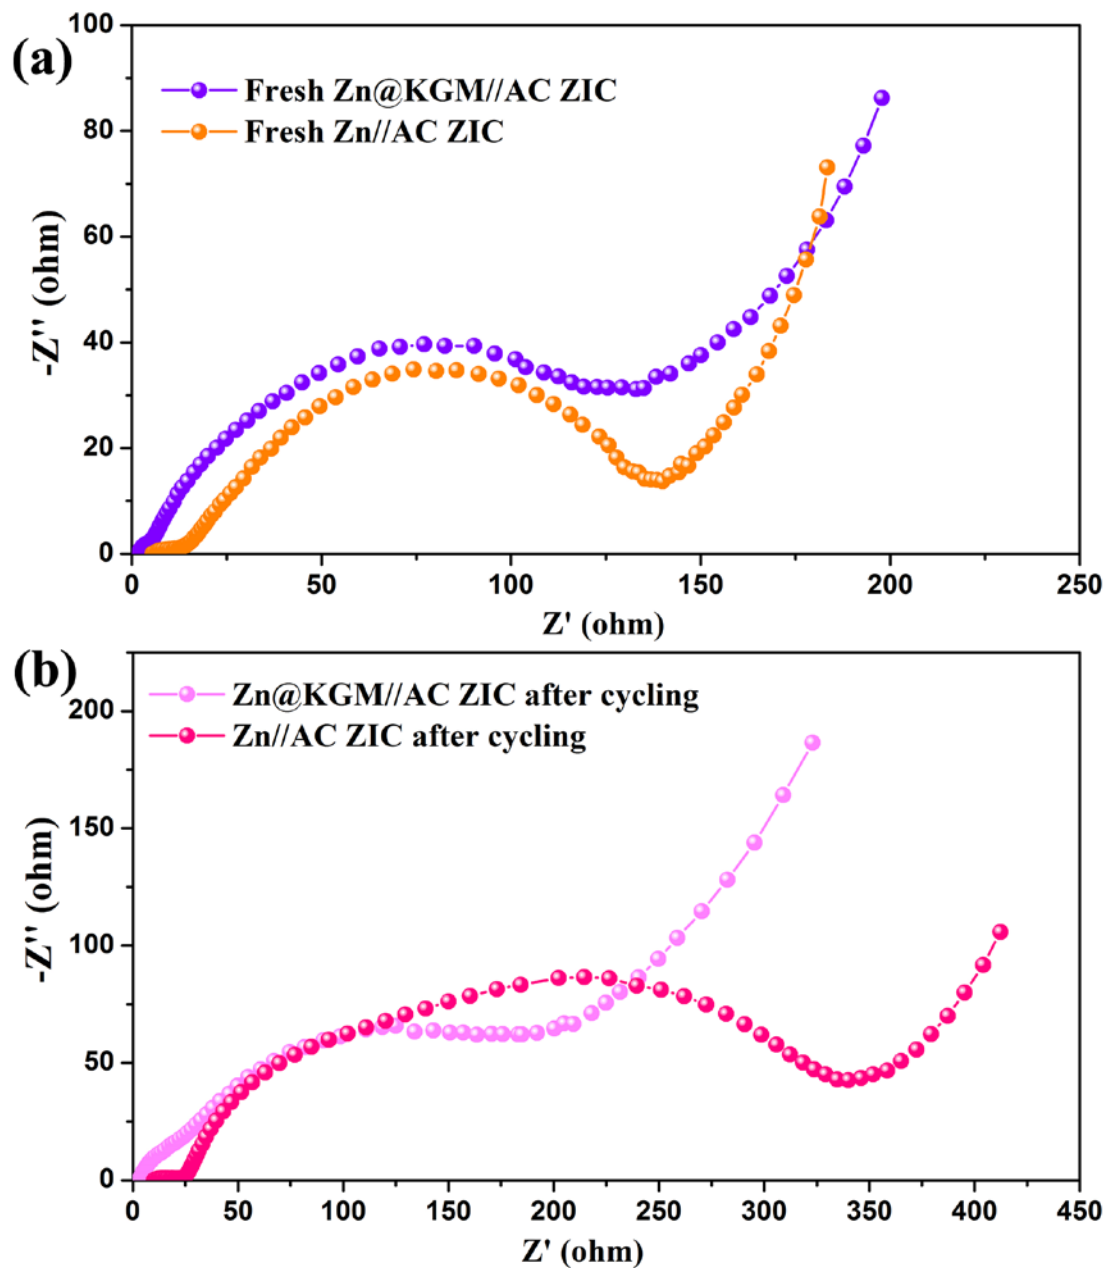 (a)
Fresh Zn@KGM//AC ZIC
Fresh Zn//AC ZIC
100
80
60
40
20
0
-Z'' (ohm)
0 50 100 150 200 250
Z' (ohm)
(b)
Zn@KGM//AC ZIC after cycling
Zn//AC ZIC after cycling
200
150
100
50
0
-Z'' (ohm)
0 50 100 150 200 250 300 350 400 450
Z' (ohm)